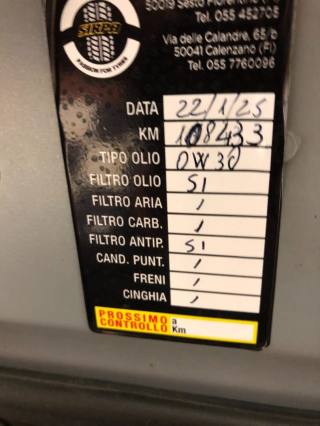 50019 Sesto Fiorentino
Tel. 055 452705
Via delle Calandre, 65/b
50041 Calenzano (FI)
Tel. 055 7760096
SIRPA
PASSION FOR TYRES
DATA 22/1/25
KM 108433
TIPO OLIO 0W30
FILTRO OLIO SI
FILTRO ARIA /
FILTRO CARB. /
FILTRO ANTIP. SI
CAND. PUNT. /
FRENI /
CINGHIA /
PROSSIMO a
CONTROLLO Km